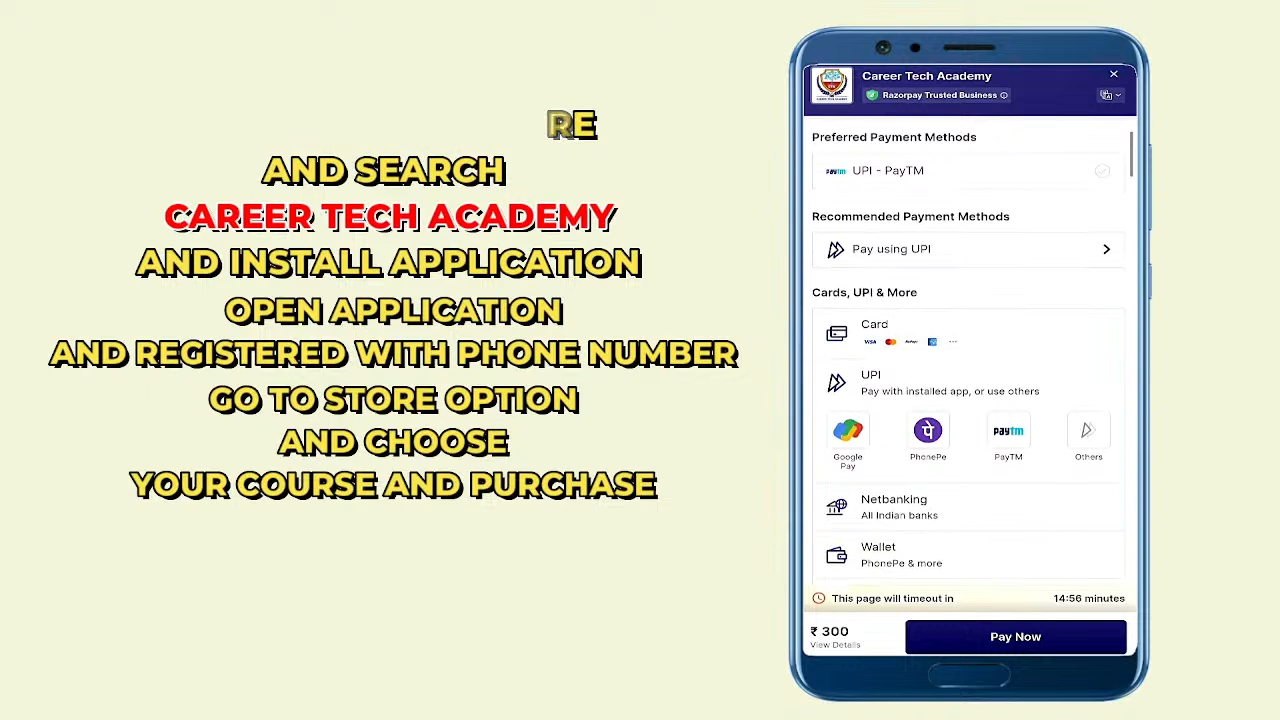 RE
AND SEARCH
CAREER TECH ACADEMY
AND INSTALL APPLICATION
OPEN APPLICATION
AND REGISTERED WITH PHONE NUMBER
GO TO STORE OPTION
AND CHOOSE
YOUR COURSE AND PURCHASE
Career Tech Academy
Razorpay Trusted Business
Preferred Payment Methods
paytm UPI - PayTM
Recommended Payment Methods
Pay using UPI
Cards, UPI & More
Card
VISA
UPI
Pay with installed app, or use others
paytm
Google Pay PhonePe PayTM Others
Netbanking
All Indian banks
Wallet
PhonePe & more
This page will timeout in 14:56 minutes
₹ 300
View Details
Pay Now